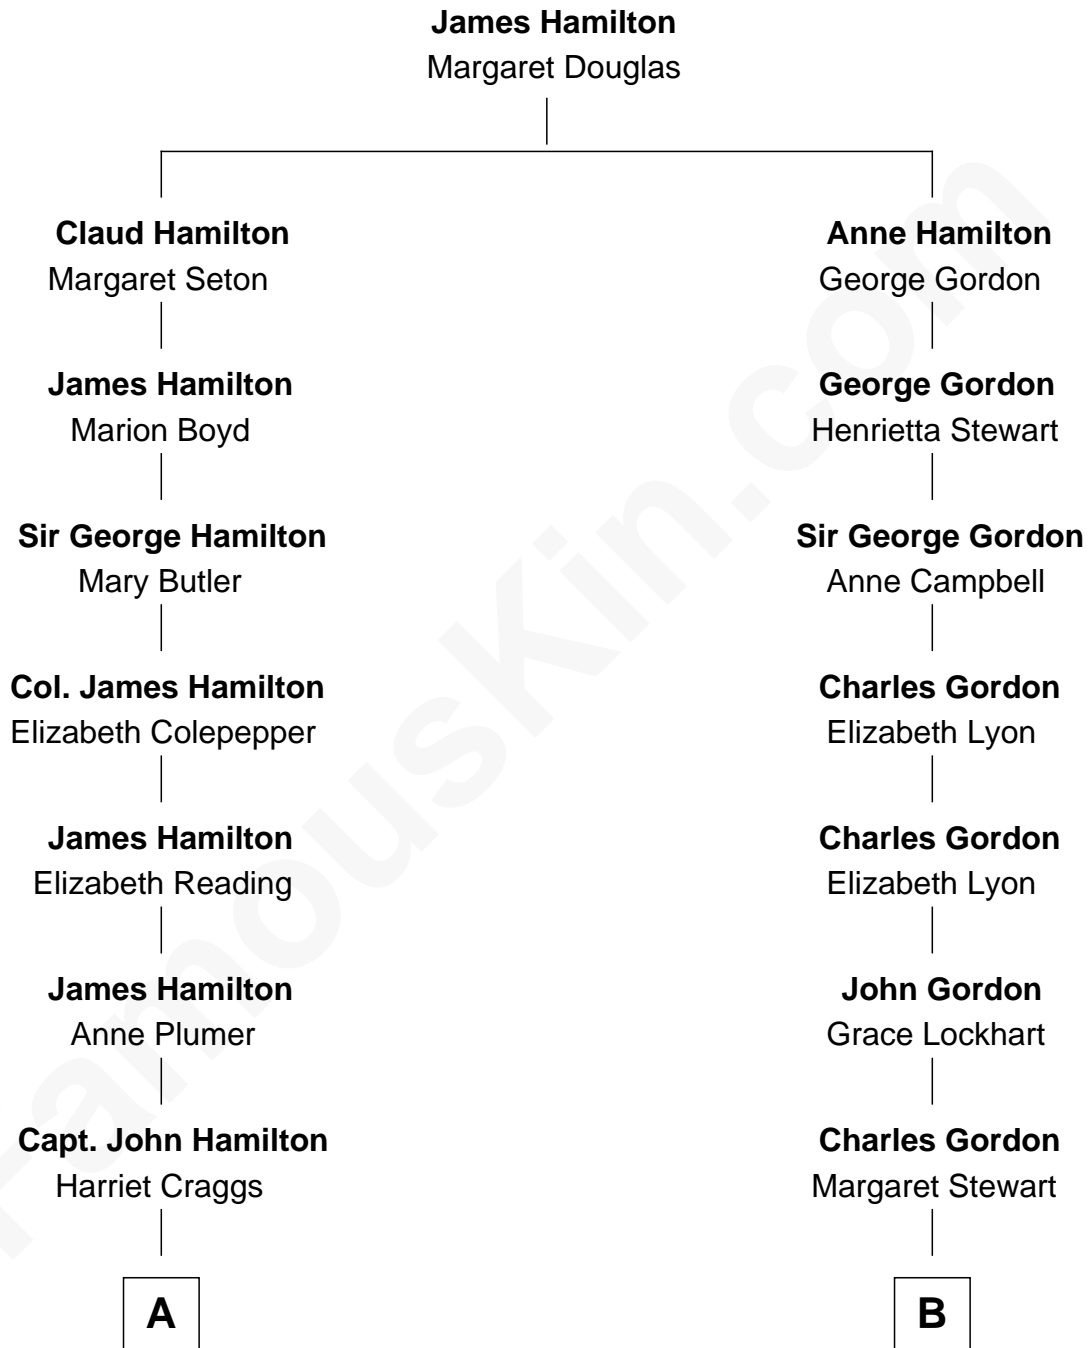 James Hamilton
Margaret Douglas
Claud Hamilton
Margaret Seton
Anne Hamilton
George Gordon
James Hamilton
Marion Boyd
George Gordon
Henrietta Stewart
Sir George Hamilton
Mary Butler
Sir George Gordon
Anne Campbell
Col. James Hamilton
Elizabeth Colepepper
Charles Gordon
Elizabeth Lyon
James Hamilton
Elizabeth Reading
Charles Gordon
Elizabeth Lyon
James Hamilton
Anne Plumer
John Gordon
Grace Lockhart
Capt. John Hamilton
Harriet Craggs
Charles Gordon
Margaret Stewart
A
B
FamousKin.com